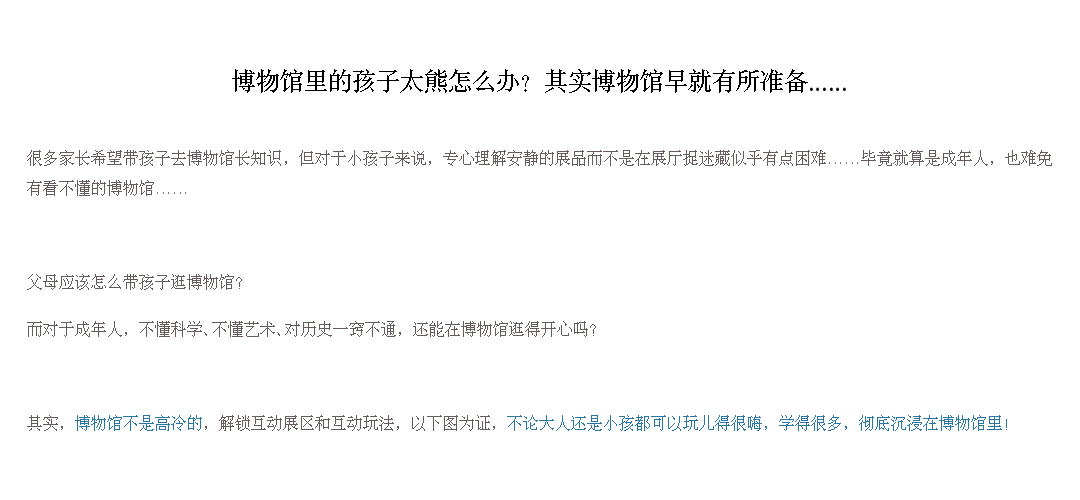 博物馆里的孩子太熊怎么办？其实博物馆早就有所准备……
很多家长希望带孩子去博物馆长知识，但对于小孩子来说，专心理解安静的展品而不是在展厅捉迷藏似乎有点困难……毕竟就算是成年人，也难免
有看不懂的博物馆……
父母应该怎么带孩子逛博物馆？
而对于成年人，不懂科学、不懂艺术、对历史一窍不通，还能在博物馆逛得开心吗？
其实，博物馆不是高冷的，解锁互动展区和互动玩法，以下图为证，不论大人还是小孩都可以玩儿得很嗨，学得很多，彻底沉浸在博物馆里！